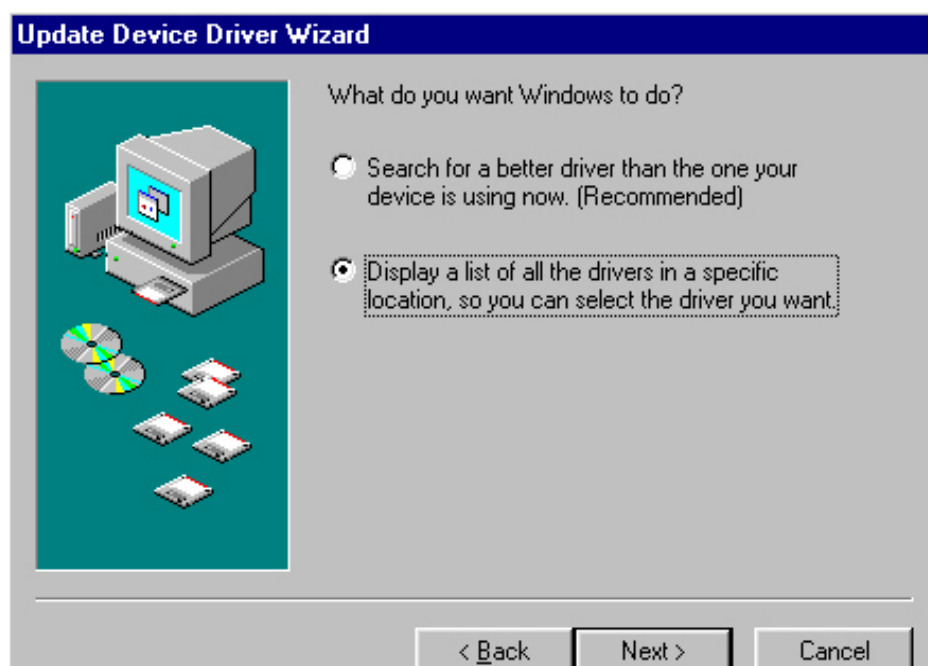 Update Device Driver Wizard
What do you want Windows to do?
Search for a better driver than the one your
device is using now. (Recommended)
Display a list of all the drivers in a specific
location, so you can select the driver you want.
< Back
Next >
Cancel